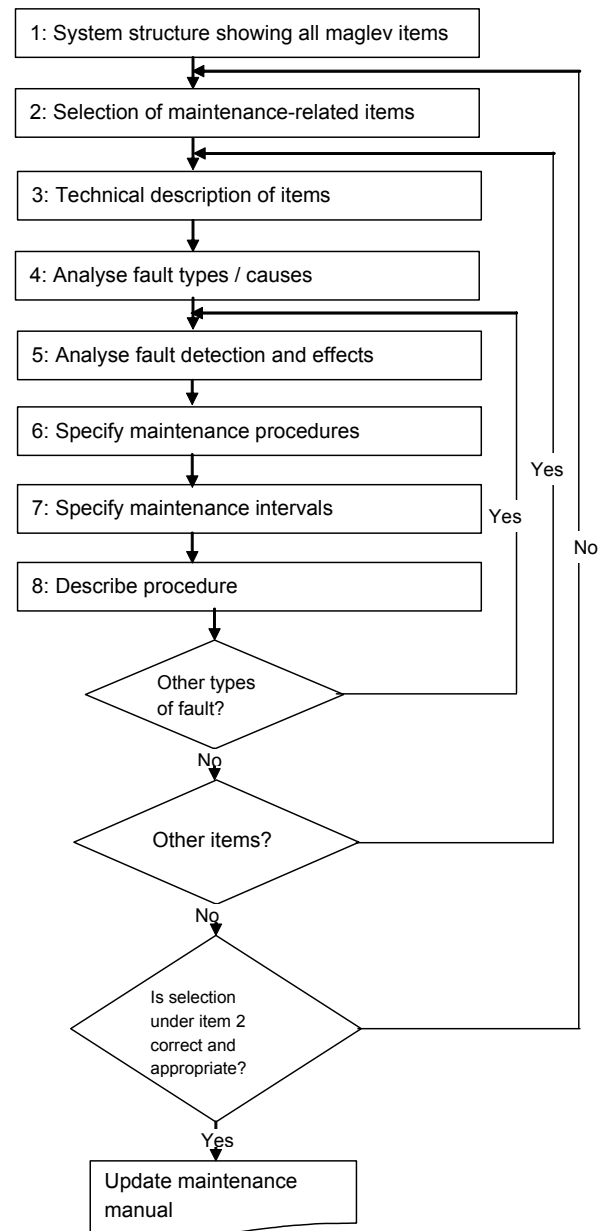 1: System structure showing all maglev items
2: Selection of maintenance-related items
3: Technical description of items
4: Analyse fault types / causes
5: Analyse fault detection and effects
6: Specify maintenance procedures
7: Specify maintenance intervals
8: Describe procedure
Other types
of fault?
Yes
No
Other items?
Yes
No
Is selection
under item 2
correct and
appropriate?
No
Yes
Update maintenance
manual